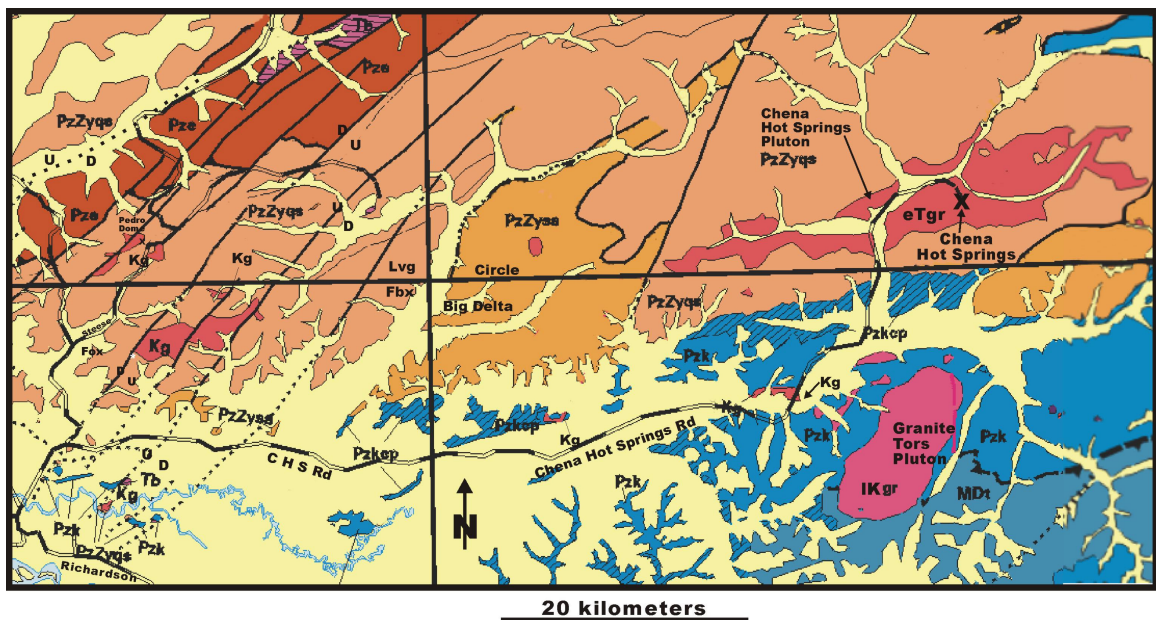 Tb
Pze
PzZyqs
Pze
D
U
Chena
Hot Springs
Pluton
PzZyqs
U
D
Pze
PzZyqs
U
D
PzZysa
Pedro
Dome
eTgr
X
Kg
Kg
Lvg
Circle
Chena
Hot Springs
Fbx
Big Delta
PzZyqs
Steese
Fox
Kg
Pzkcp
Pzk
D
U
Kg
PzZysa
Kg
Pzkcp
Kg
Pzk
Granite
Tors
Pluton
Pzk
Pzkcp
C H S Rd
Chena Hot Springs Rd
D
Tb
Kg
Pzk
IKgr
MDt
N
Pzk
PzZyqs
Pzk
Richardson
20 kilometers